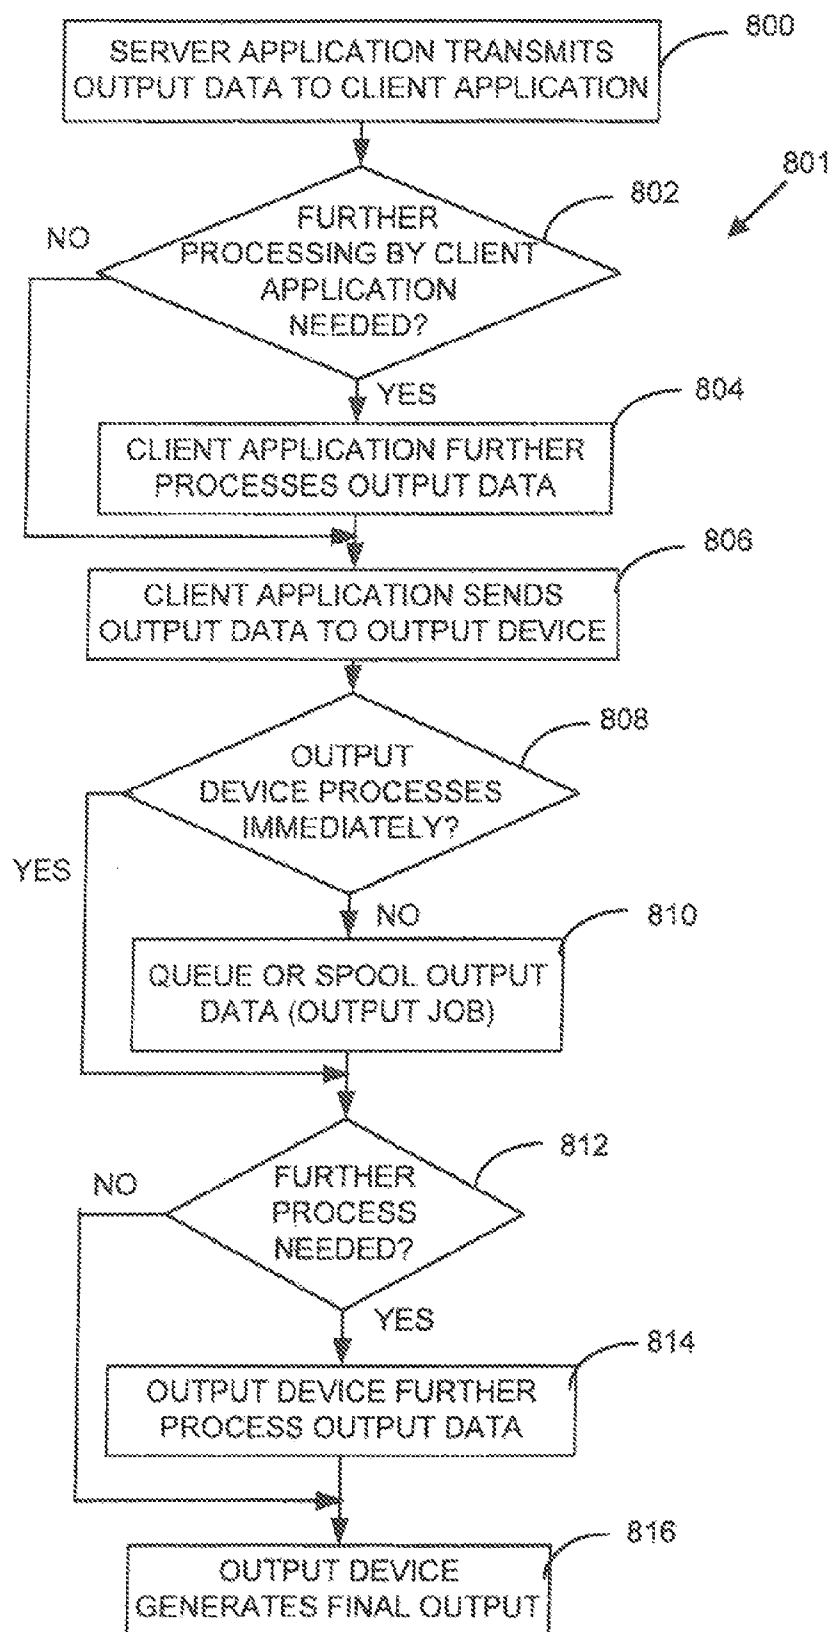 800
SERVER APPLICATION TRANSMITS
OUTPUT DATA TO CLIENT APPLICATION
801
802
FURTHER
PROCESSING BY CLIENT
APPLICATION
NEEDED?
NO
YES
804
CLIENT APPLICATION FURTHER
PROCESSES OUTPUT DATA
806
CLIENT APPLICATION SENDS
OUTPUT DATA TO OUTPUT DEVICE
808
OUTPUT
DEVICE PROCESSES
IMMEDIATELY?
YES
NO
810
QUEUE OR SPOOL OUTPUT
DATA (OUTPUT JOB)
812
FURTHER
PROCESS
NEEDED?
NO
YES
814
OUTPUT DEVICE FURTHER
PROCESS OUTPUT DATA
816
OUTPUT DEVICE
GENERATES FINAL OUTPUT